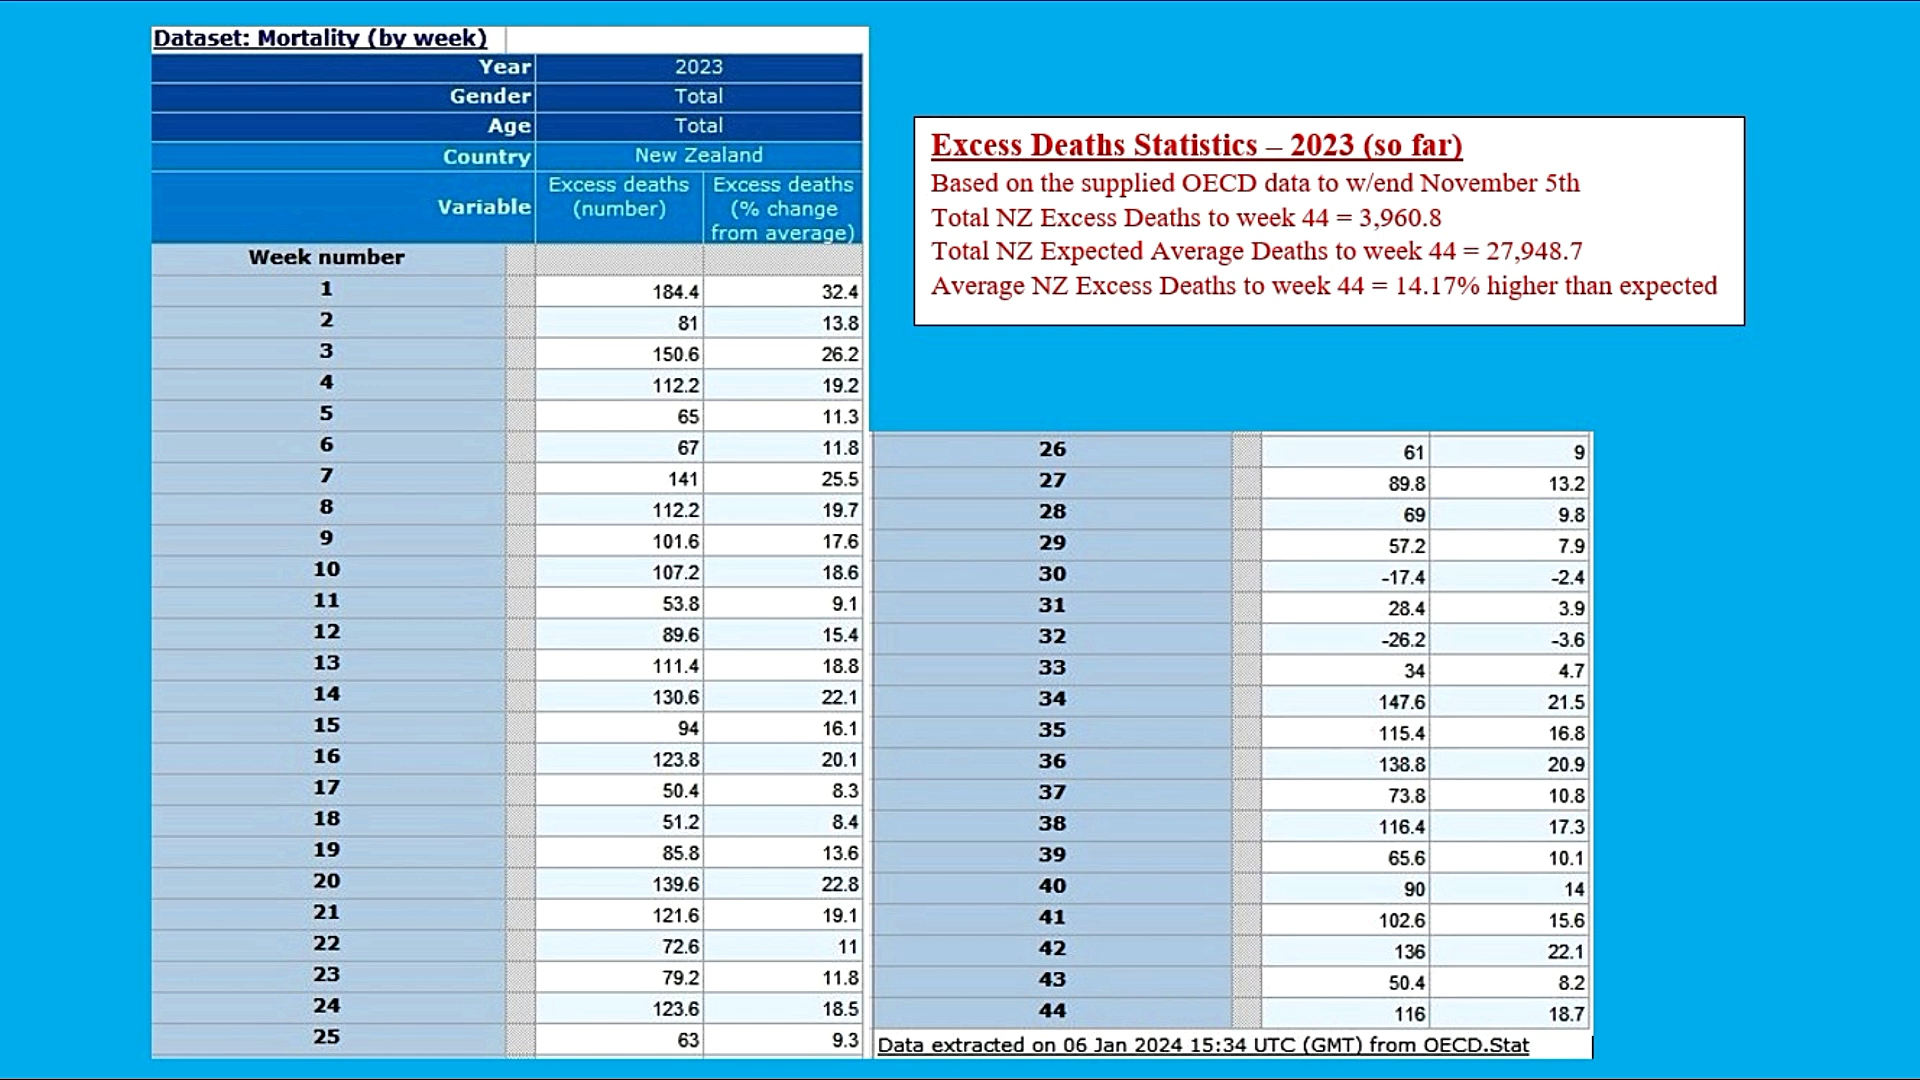 Dataset: Mortality (by week)
Year 2023
Gender Total
Age Total
Country New Zealand
Variable Excess deaths (number) Excess deaths (% change from average)
Week number
1 184.4 32.4
2 81 13.8
3 150.6 26.2
4 112.2 19.2
5 65 11.3
6 67 11.8
7 141 25.5
8 112.2 19.7
9 101.6 17.6
10 107.2 18.6
11 53.8 9.1
12 89.6 15.4
13 111.4 18.8
14 130.6 22.1
15 94 16.1
16 123.8 20.1
17 50.4 8.3
18 51.2 8.4
19 85.8 13.6
20 139.6 22.8
21 121.6 19.1
22 72.6 11
23 79.2 11.8
24 123.6 18.5
25 63 9.3
Excess Deaths Statistics – 2023 (so far)
Based on the supplied OECD data to w/end November 5th
Total NZ Excess Deaths to week 44 = 3,960.8
Total NZ Expected Average Deaths to week 44 = 27,948.7
Average NZ Excess Deaths to week 44 = 14.17% higher than expected
26 61 9
27 89.8 13.2
28 69 9.8
29 57.2 7.9
30 -17.4 -2.4
31 28.4 3.9
32 -26.2 -3.6
33 34 4.7
34 147.6 21.5
35 115.4 16.8
36 138.8 20.9
37 73.8 10.8
38 116.4 17.3
39 65.6 10.1
40 90 14
41 102.6 15.6
42 136 22.1
43 50.4 8.2
44 116 18.7
Data extracted on 06 Jan 2024 15:34 UTC (GMT) from OECD.Stat